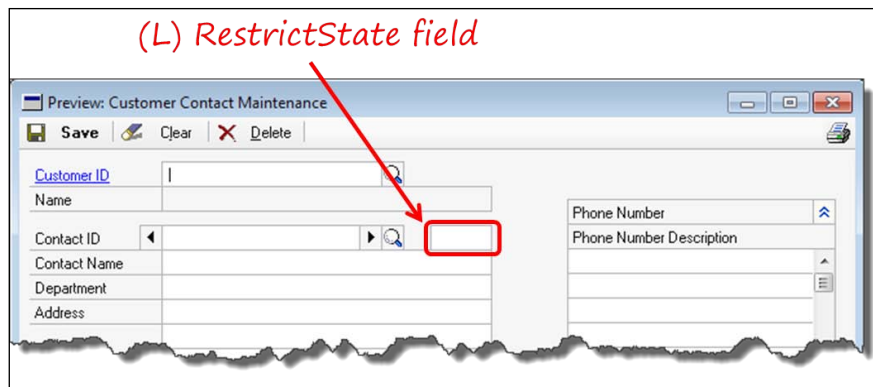 (L) RestrictState field
Preview: Customer Contact Maintenance
Save Clear Delete
Customer ID
Name
Phone Number
Contact ID
Phone Number Description
Contact Name
Department
Address